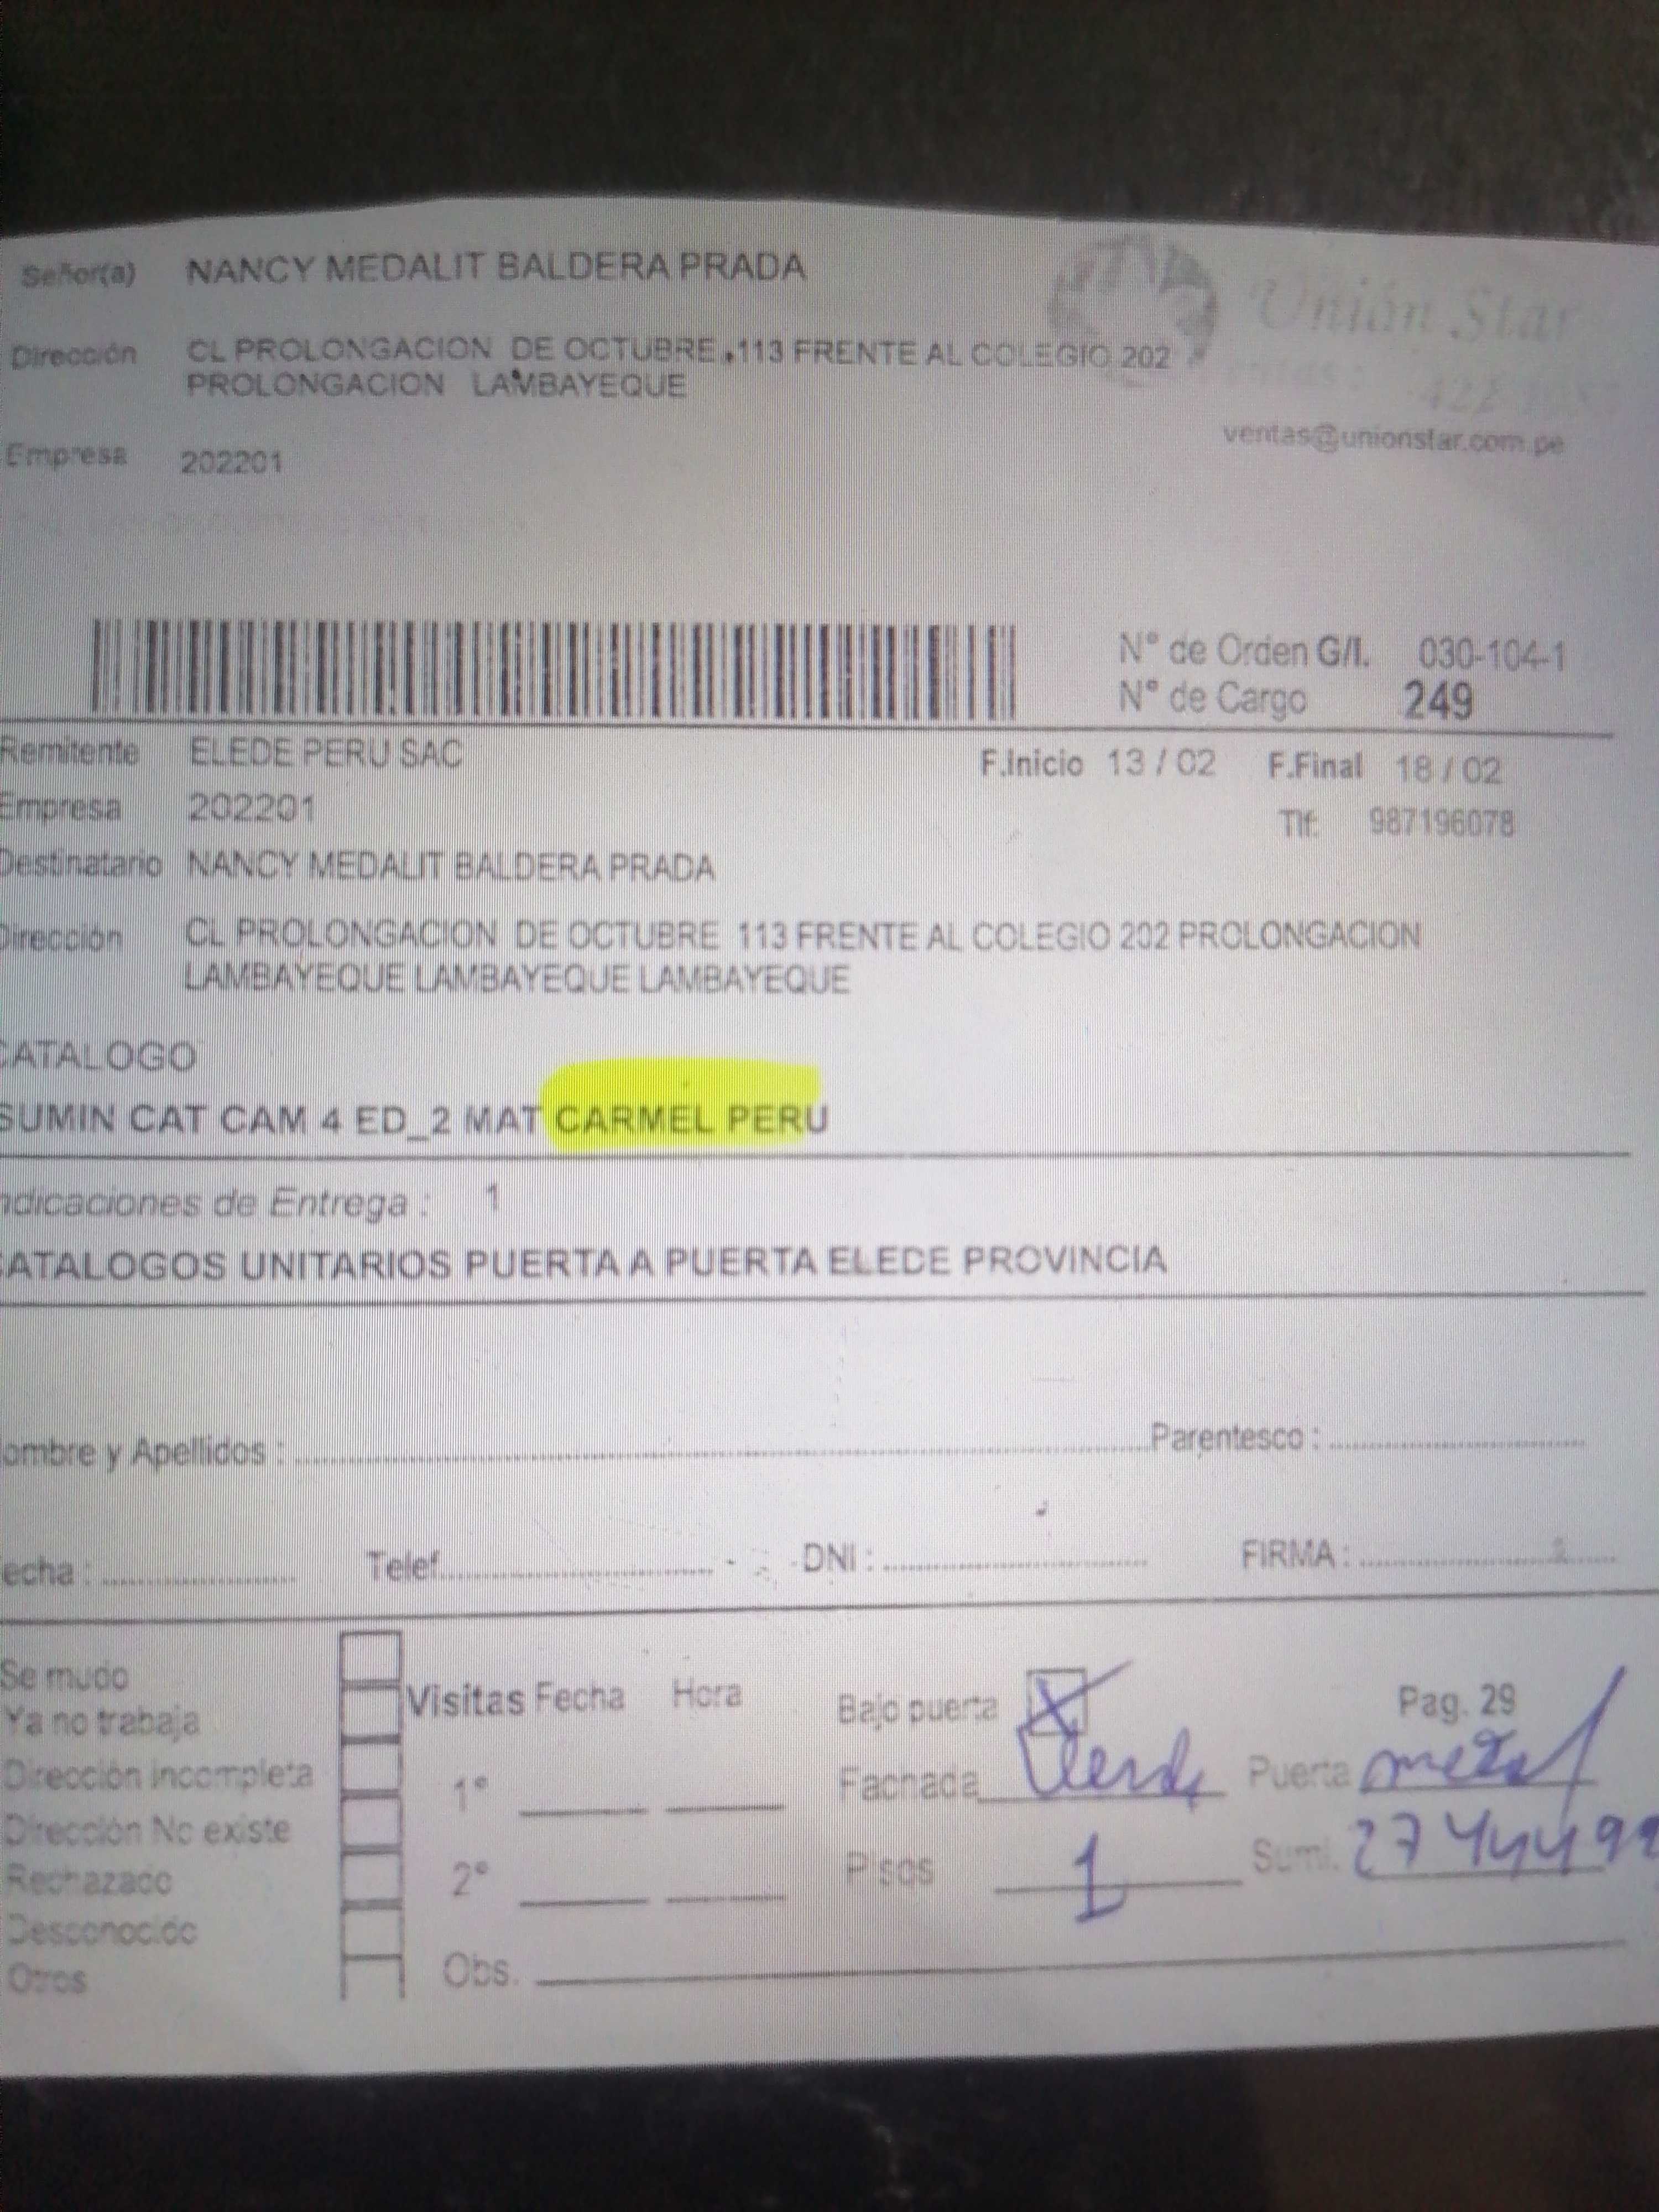 Señor(a) NANCY MEDALIT BALDERA PRADA
Unión Star
Dirección CL PROLONGACION DE OCTUBRE 113 FRENTE AL COLEGIO 202
PROLONGACION LAMBAYEQUE
ventas@unionstar.com.pe
Empresa 202201
N° de Orden G/I. 030-104-1
N° de Cargo 249
Remitente ELEDE PERU SAC F.Inicio 13 / 02 F.Final 18 / 02
Empresa 202201 Tlf: 987196078
Destinatario NANCY MEDALIT BALDERA PRADA
Dirección CL PROLONGACION DE OCTUBRE 113 FRENTE AL COLEGIO 202 PROLONGACION
LAMBAYEQUE LAMBAYEQUE LAMBAYEQUE
CATALOGO
SUMIN CAT CAM 4 ED_2 MAT CARMEL PERU
ndicaciones de Entrega : 1
CATALOGOS UNITARIOS PUERTA A PUERTA ELEDE PROVINCIA
ombre y Apellidos : Parentesco :
echa : Telef. DNI : FIRMA :
Se mudo
Ya no trabaja
Dirección Incompleta
Dirección No existe
Rechazado
Desconocido
Otros
Visitas Fecha Hora
1°
2°
Obs.
Bajo puerta X Pag. 29
Fachada Verde Puerta metal
Pisos 1 Sumi. 27444499